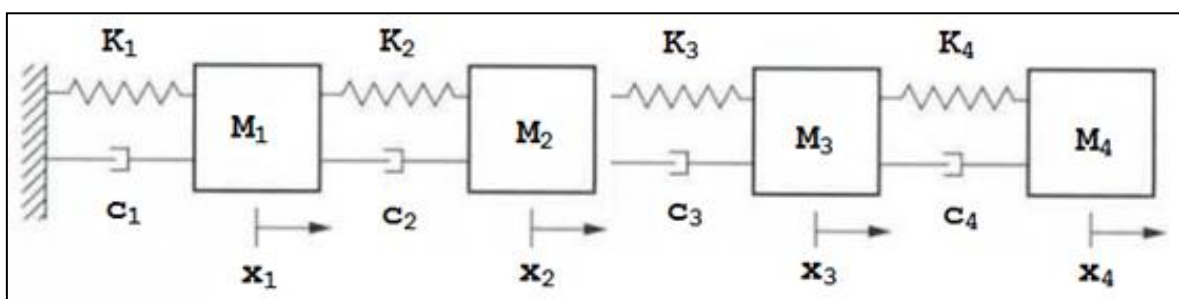 K₁ K₂ K₃ K₄
M₁ M₂ M₃ M₄
c₁ c₂ c₃ c₄
x₁ x₂ x₃ x₄